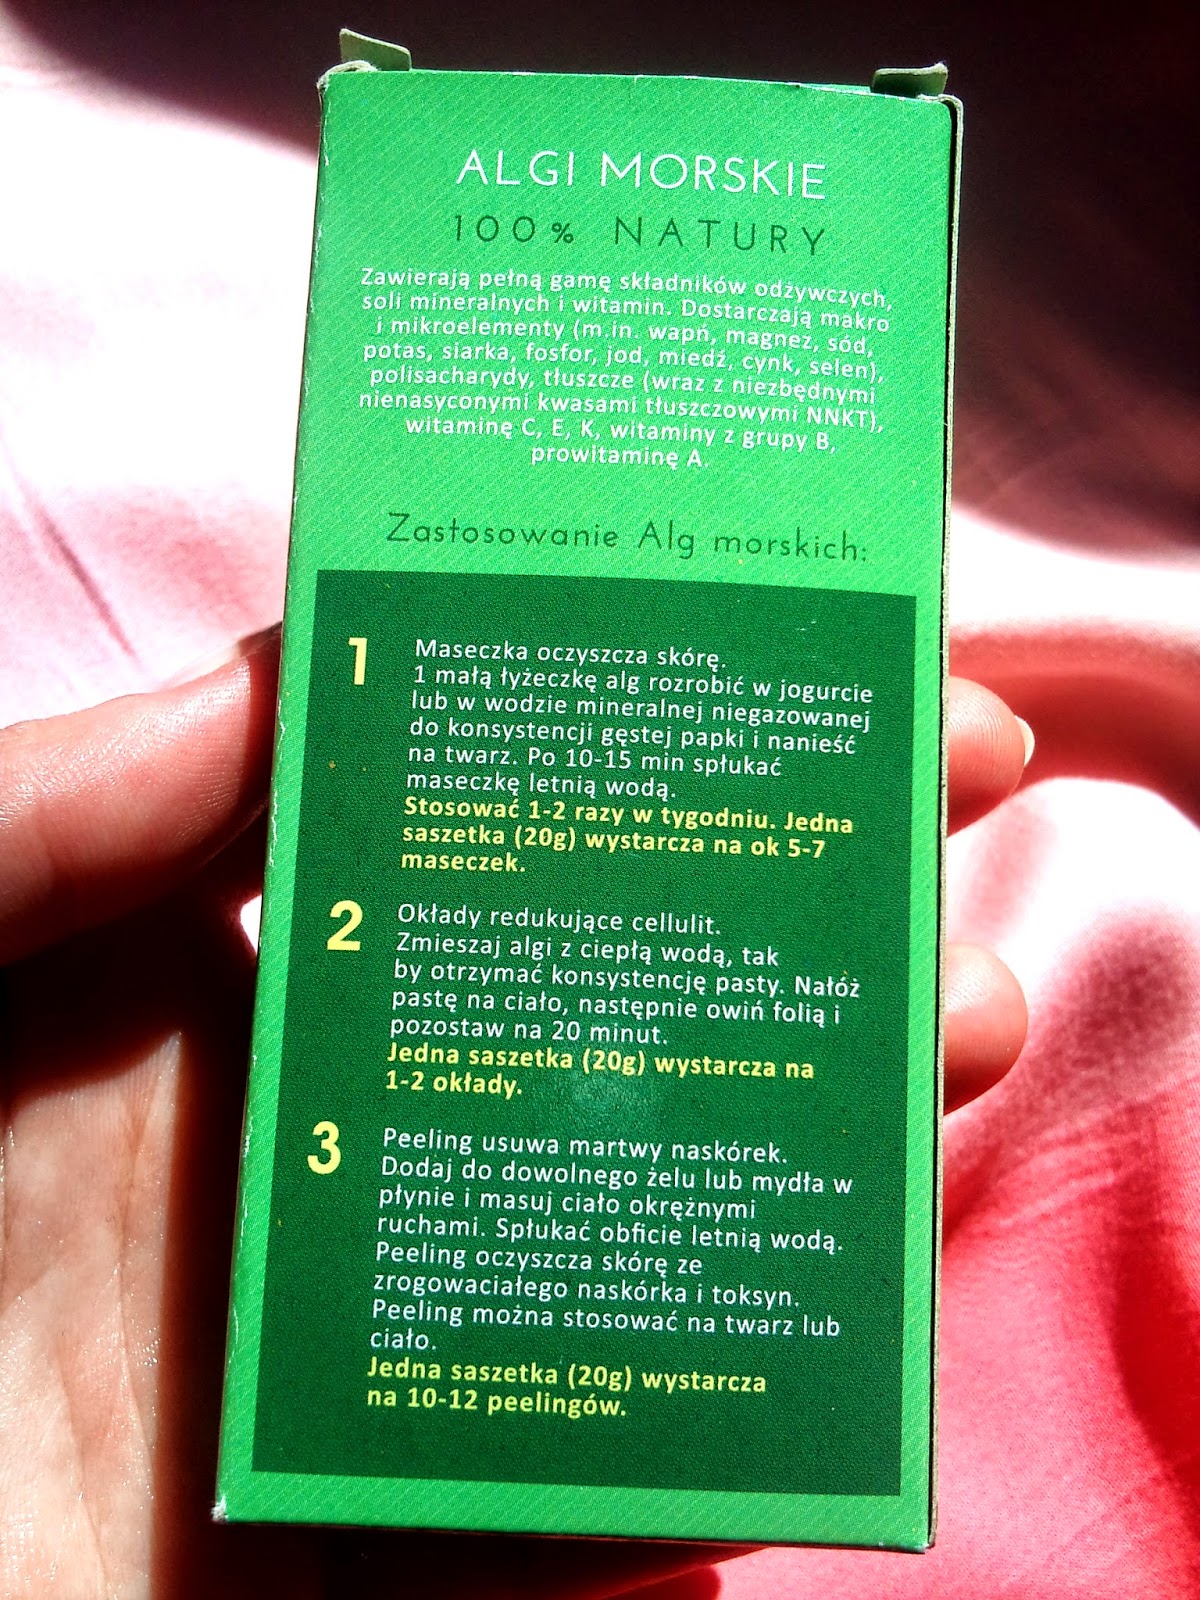 ALGI MORSKIE
100% NATURY
Zawierają pełną gamę składników odżywczych,
soli mineralnych i witamin. Dostarczają makro
i mikroelementy (m.in. wapń, magnez, sód,
potas, siarka, fosfor, jod, miedź, cynk, selen),
polisacharydy, tłuszcze (wraz z niezbędnymi
nienasyconymi kwasami tłuszczowymi NNKT),
witaminę C, E, K, witaminy z grupy B,
prowitaminę A.
Zastosowanie Alg morskich:
1 Maseczka oczyszcza skórę.
1 małą łyżeczkę alg rozrobić w jogurcie
lub w wodzie mineralnej niegazowanej
do konsystencji gęstej papki i nanieść
na twarz. Po 10-15 min spłukać
maseczkę letnią wodą.
Stosować 1-2 razy w tygodniu. Jedna
saszetka (20g) wystarcza na ok 5-7
maseczek.
2 Okłady redukujące cellulit.
Zmieszaj algi z ciepłą wodą, tak
by otrzymać konsystencję pasty. Nałóż
pastę na ciało, następnie owiń folią i
pozostaw na 20 minut.
Jedna saszetka (20g) wystarcza na
1-2 okłady.
3 Peeling usuwa martwy naskórek.
Dodaj do dowolnego żelu lub mydła w
płynie i masuj ciało okrężnymi
ruchami. Spłukać obficie letnią wodą.
Peeling oczyszcza skórę ze
zrogowaciałego naskórka i toksyn.
Peeling można stosować na twarz lub
ciało.
Jedna saszetka (20g) wystarcza
na 10-12 peelingów.